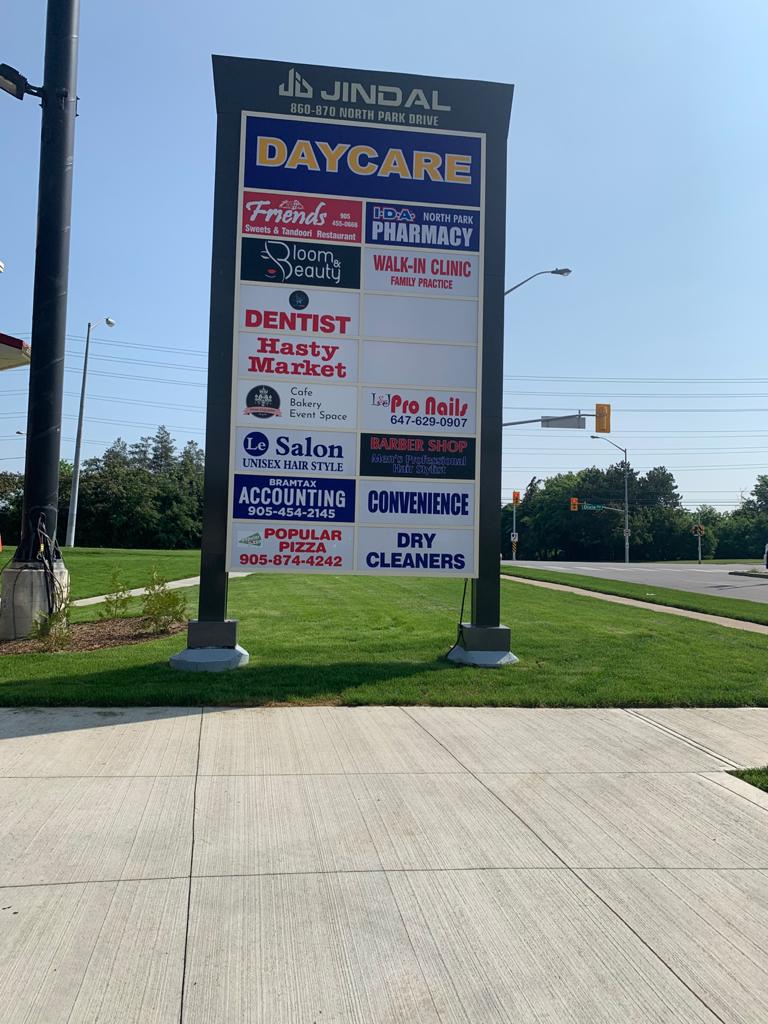 JINDAL
860-870 NORTH PARK DRIVE
DAYCARE
Friends
905
455-0668
Sweets & Tandoori Restaurant
I·D·A·
NORTH PARK
PHARMACY
Bloom &
Beauty
WALK-IN CLINIC
FAMILY PRACTICE
DENTIST
Hasty
Market
Cafe
Bakery
Event Space
L&J Pro Nails
647-629-0907
Le Salon
UNISEX HAIR STYLE
BARBER SHOP
Men's Professional
Hair Stylist
BRAMTAX
ACCOUNTING
905-454-2145
CONVENIENCE
POPULAR
PIZZA
905-874-4242
DRY
CLEANERS